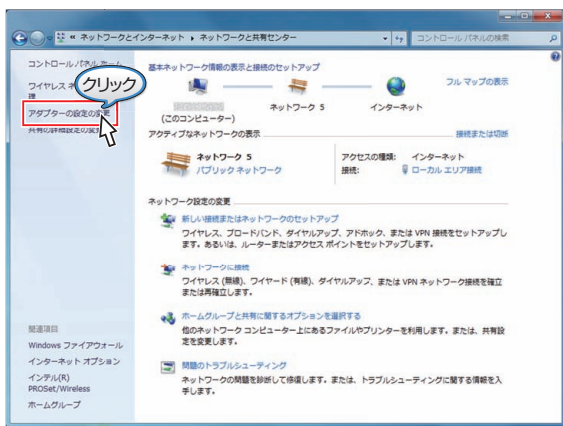 « ネットワークとインターネット ▸ ネットワークと共有センター
コントロール パネルの検索
コントロール パネル ホーム
ワイヤレス ネ
理
アダプターの設定の変更
共有の詳細設定の変更
クリック
基本ネットワーク情報の表示と接続のセットアップ
フル マップの表示
(このコンピューター)
ネットワーク 5
インターネット
アクティブなネットワークの表示
接続または切断
ネットワーク 5
パブリック ネットワーク
アクセスの種類: インターネット
接続: ローカル エリア接続
ネットワーク設定の変更
新しい接続またはネットワークのセットアップ
ワイヤレス、ブロードバンド、ダイヤルアップ、アドホック、または VPN 接続をセットアップし
ます。あるいは、ルーターまたはアクセス ポイントをセットアップします。
ネットワークに接続
ワイヤレス (無線)、ワイヤード (有線)、ダイヤルアップ、または VPN ネットワーク接続を確立
または再確立します。
ホームグループと共有に関するオプションを選択する
他のネットワーク コンピューター上にあるファイルやプリンターを利用します。または、共有設
定を変更します。
問題のトラブルシューティング
ネットワークの問題を診断して修復します。または、トラブルシューティングに関する情報を入
手します。
関連項目
Windows ファイアウォール
インターネット オプション
インテル(R)
PROSet/Wireless
ホームグループ